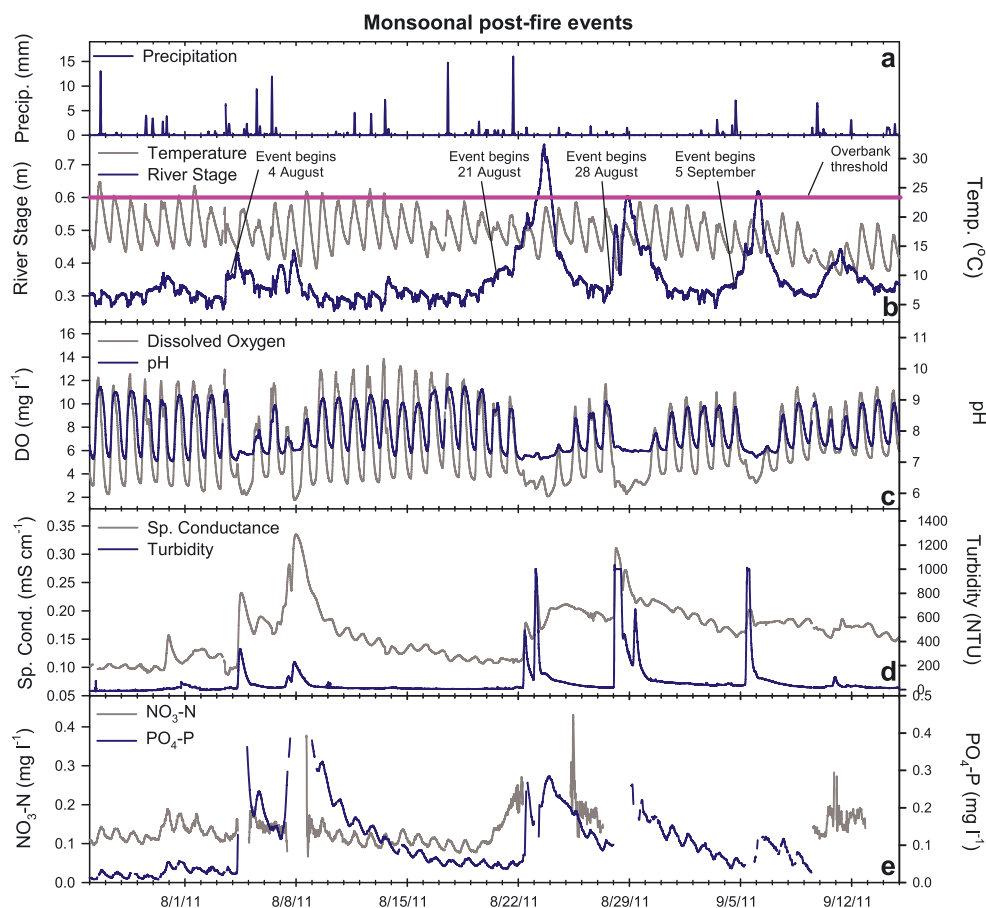 Monsoonal post-fire events
Precip. (mm)
15
10
5
0
Precipitation
a
River Stage (m)
0.7
0.6
0.5
0.4
0.3
Temperature
River Stage
Event begins
4 August
Event begins
21 August
Event begins
28 August
Event begins
5 September
Overbank
threshold
30
25
20
15
10
5
Temp. (°C)
b
DO (mg l⁻¹)
16
14
12
10
8
6
4
2
Dissolved Oxygen
pH
11
10
9
8
7
6
pH
c
Sp. Cond. (mS cm⁻¹)
0.35
0.30
0.25
0.20
0.15
0.10
0.05
Sp. Conductance
Turbidity
1400
1200
1000
800
600
400
200
0
Turbidity (NTU)
d
NO₃-N (mg l⁻¹)
0.4
0.3
0.2
0.1
0.0
NO₃-N
PO₄-P
0.5
0.4
0.3
0.2
0.1
0.0
PO₄-P (mg l⁻¹)
e
8/1/11 8/8/11 8/15/11 8/22/11 8/29/11 9/5/11 9/12/11